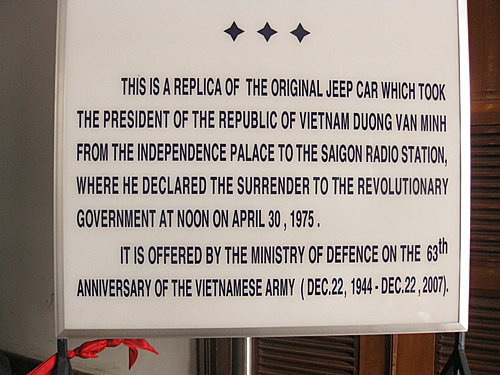 THIS IS A REPLICA OF THE ORIGINAL JEEP CAR WHICH TOOK
THE PRESIDENT OF THE REPUBLIC OF VIETNAM DUONG VAN MINH
FROM THE INDEPENDENCE PALACE TO THE SAIGON RADIO STATION,
WHERE HE DECLARED THE SURRENDER TO THE REVOLUTIONARY
GOVERNMENT AT NOON ON APRIL 30 , 1975 .
IT IS OFFERED BY THE MINISTRY OF DEFENCE ON THE 63th
ANNIVERSARY OF THE VIETNAMESE ARMY ( DEC.22, 1944 - DEC.22 , 2007).